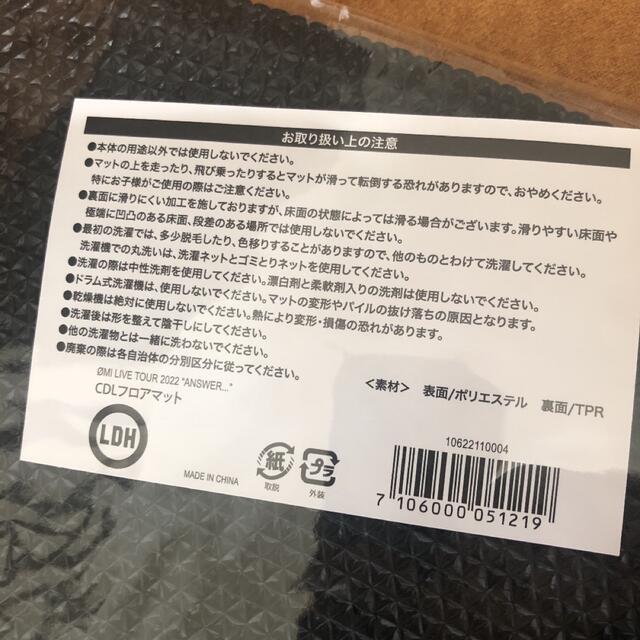 お取り扱い上の注意
●本体の用途以外では使用しないでください。
●マットの上を走ったり、飛び乗ったりするとマットが滑って転倒する恐れがありますので、おやめください。
特にお子様がご使用の際はご注意ください。
●裏面に滑りにくい加工を施しておりますが、床面の状態によっては滑る場合がございます。滑りやすい床面や
極端に凹凸のある床面、段差のある場所では使用しないでください。
●最初の洗濯では、多少脱毛したり、色移りすることがありますので、他のものとわけて洗濯してください。
洗濯機での丸洗いは、洗濯ネットとゴミとりネットを使用してください。
●洗濯の際は中性洗剤を使用してください。漂白剤と柔軟剤入りの洗剤は使用しないでください。
●ドラム式洗濯機は、使用しないでください。マットの変形やパイルの抜け落ちの原因となります。
●乾燥機は絶対に使用しないでください。熱により変形・損傷の恐れがあります。
●洗濯後は形を整えて陰干しにしてください。
●他の洗濯物とは一緒に洗わないでください。
●廃棄の際は各自治体の分別区分に従ってください。
ØMI LIVE TOUR 2022 "ANSWER..."
CDLフロアマット
<素材> 表面/ポリエステル 裏面/TPR
LDH
MADE IN CHINA
紙
取説
プラ
外装
10622110004
7 106000 051219